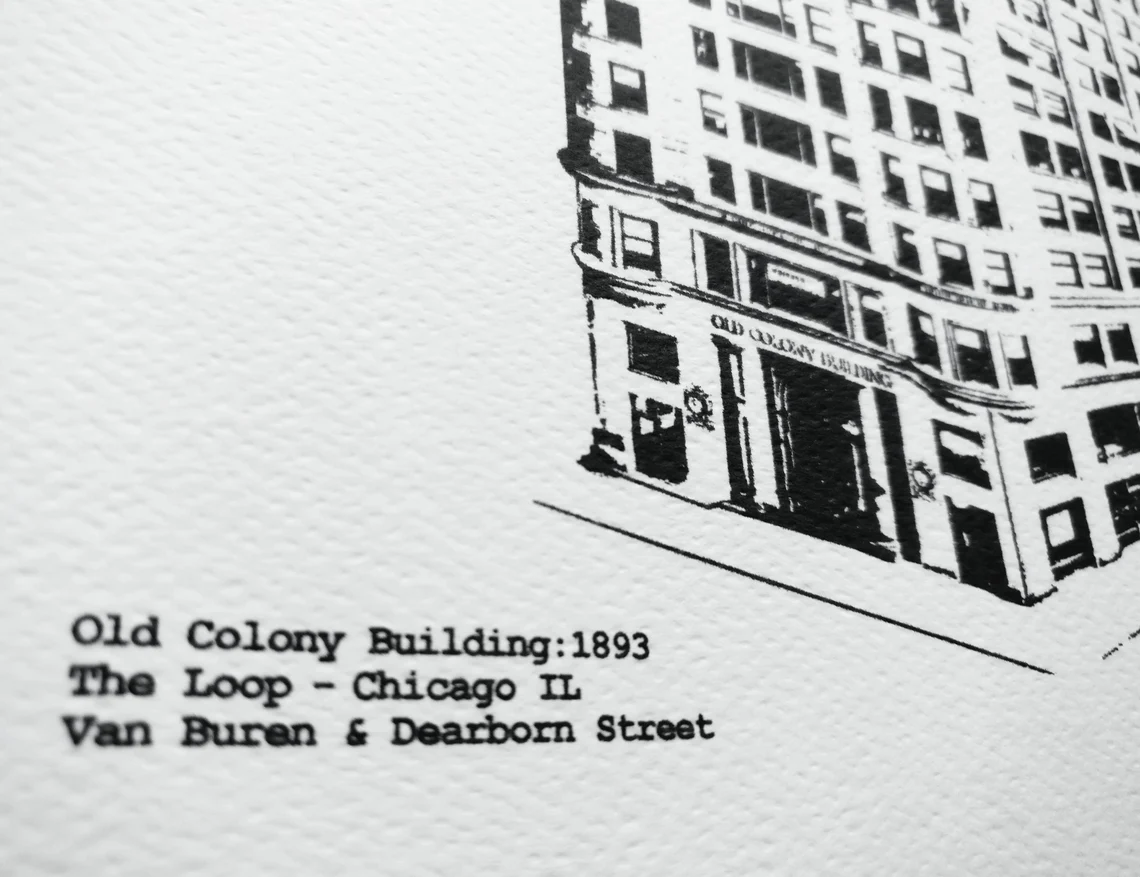 OLD COLONY BUILDING
Old Colony Building:1893
The Loop - Chicago IL
Van Buren & Dearborn Street